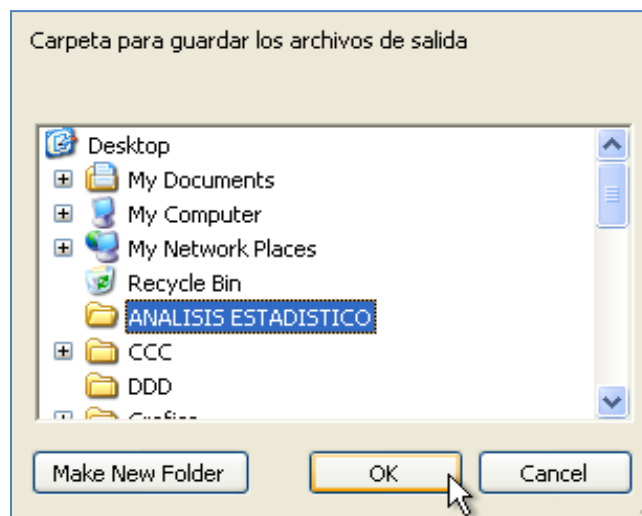 Carpeta para guardar los archivos de salida
Desktop
My Documents
My Computer
My Network Places
Recycle Bin
ANALISIS ESTADISTICO
CCC
DDD
Make New Folder
OK
Cancel